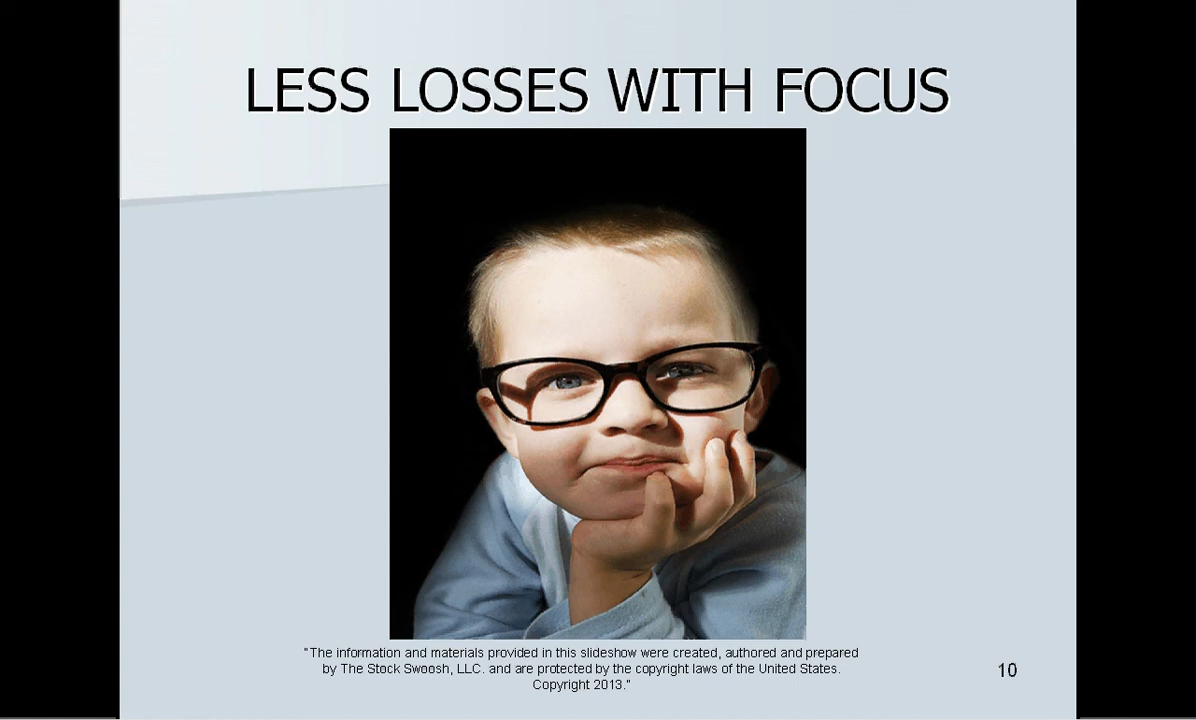 LESS LOSSES WITH FOCUS
"The information and materials provided in this slideshow were created, authored and prepared
by The Stock Swoosh, LLC. and are protected by the copyright laws of the United States.
Copyright 2013."
10